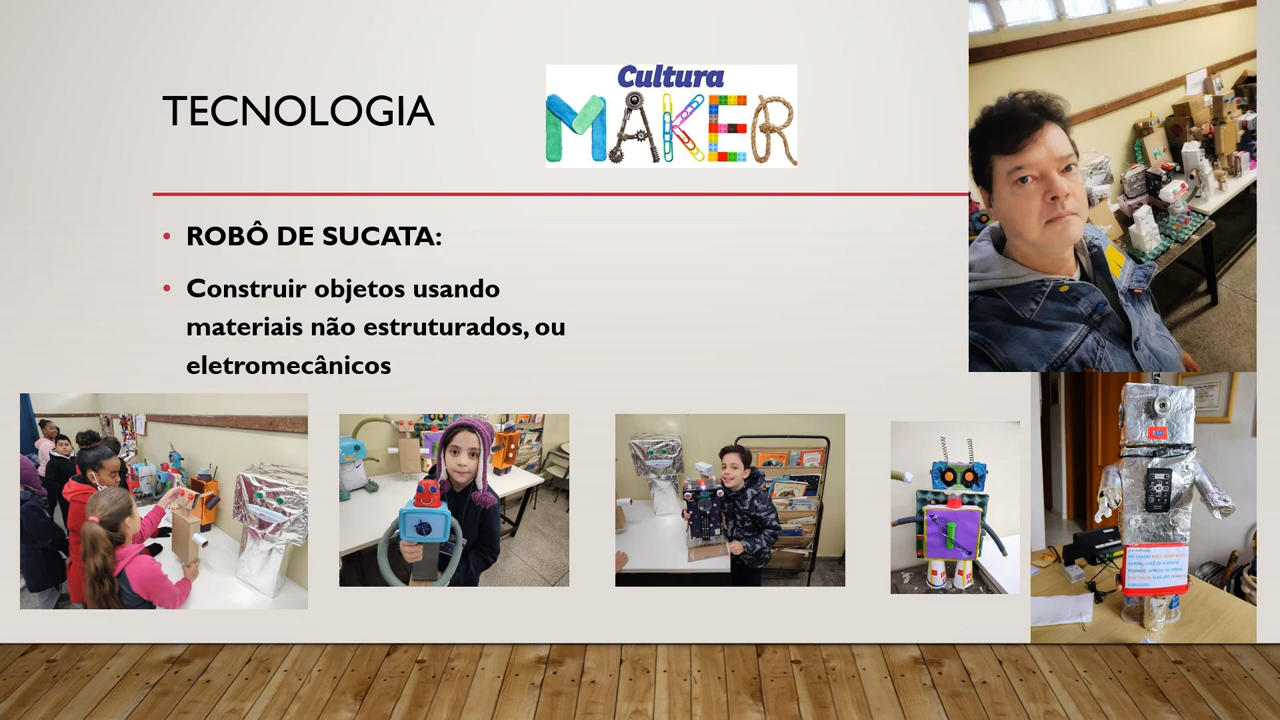 TECNOLOGIA
Cultura
MAKER
• ROBÔ DE SUCATA:
• Construir objetos usando
materiais não estruturados, ou
eletromecânicos